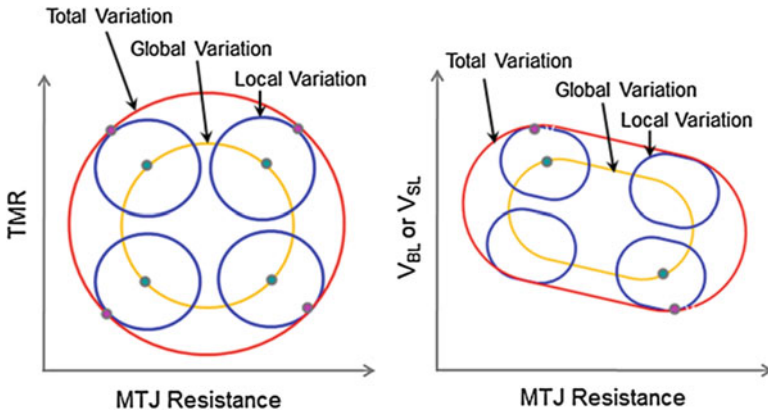 Total Variation
Global Variation
Local Variation
TMR
MTJ Resistance
Total Variation
Global Variation
Local Variation
V_BL or V_SL
MTJ Resistance